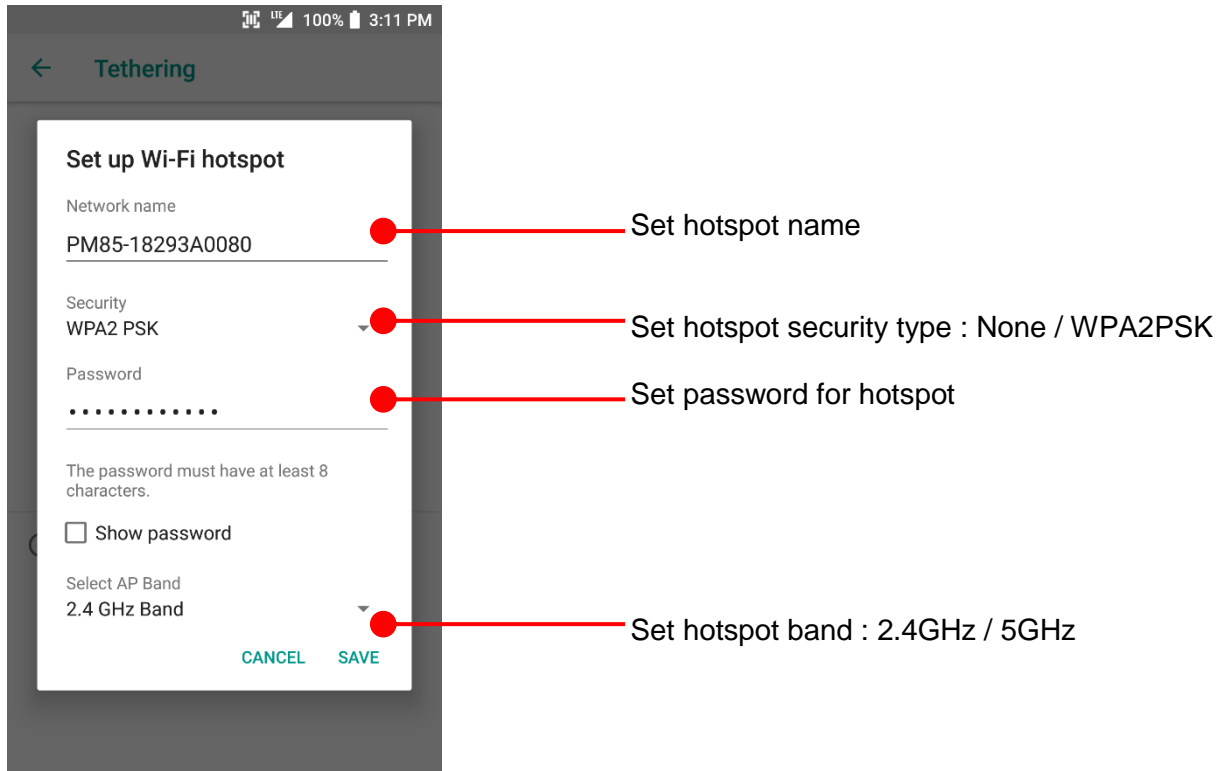 LTE 100% 3:11 PM
Tethering
Set up Wi-Fi hotspot
Network name
PM85-18293A0080
Set hotspot name
Security
WPA2 PSK
Set hotspot security type : None / WPA2PSK
Password
............
Set password for hotspot
The password must have at least 8
characters.
Show password
Select AP Band
2.4 GHz Band
Set hotspot band : 2.4GHz / 5GHz
CANCEL SAVE